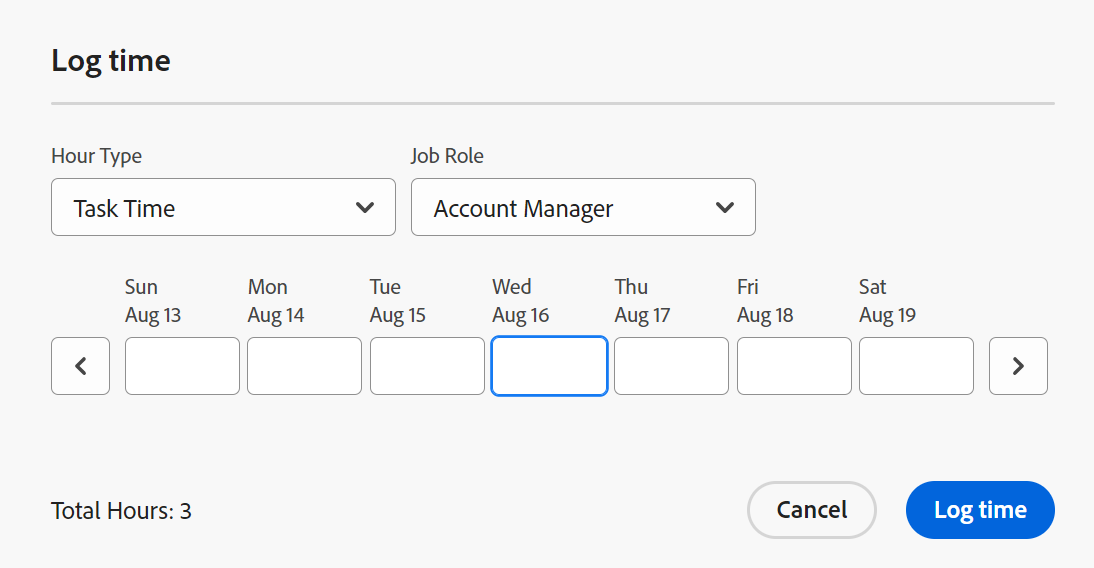 Log time
Hour Type Job Role
Task Time Account Manager
Sun Mon Tue Wed Thu Fri Sat
Aug 13 Aug 14 Aug 15 Aug 16 Aug 17 Aug 18 Aug 19
Total Hours: 3 Cancel Log time